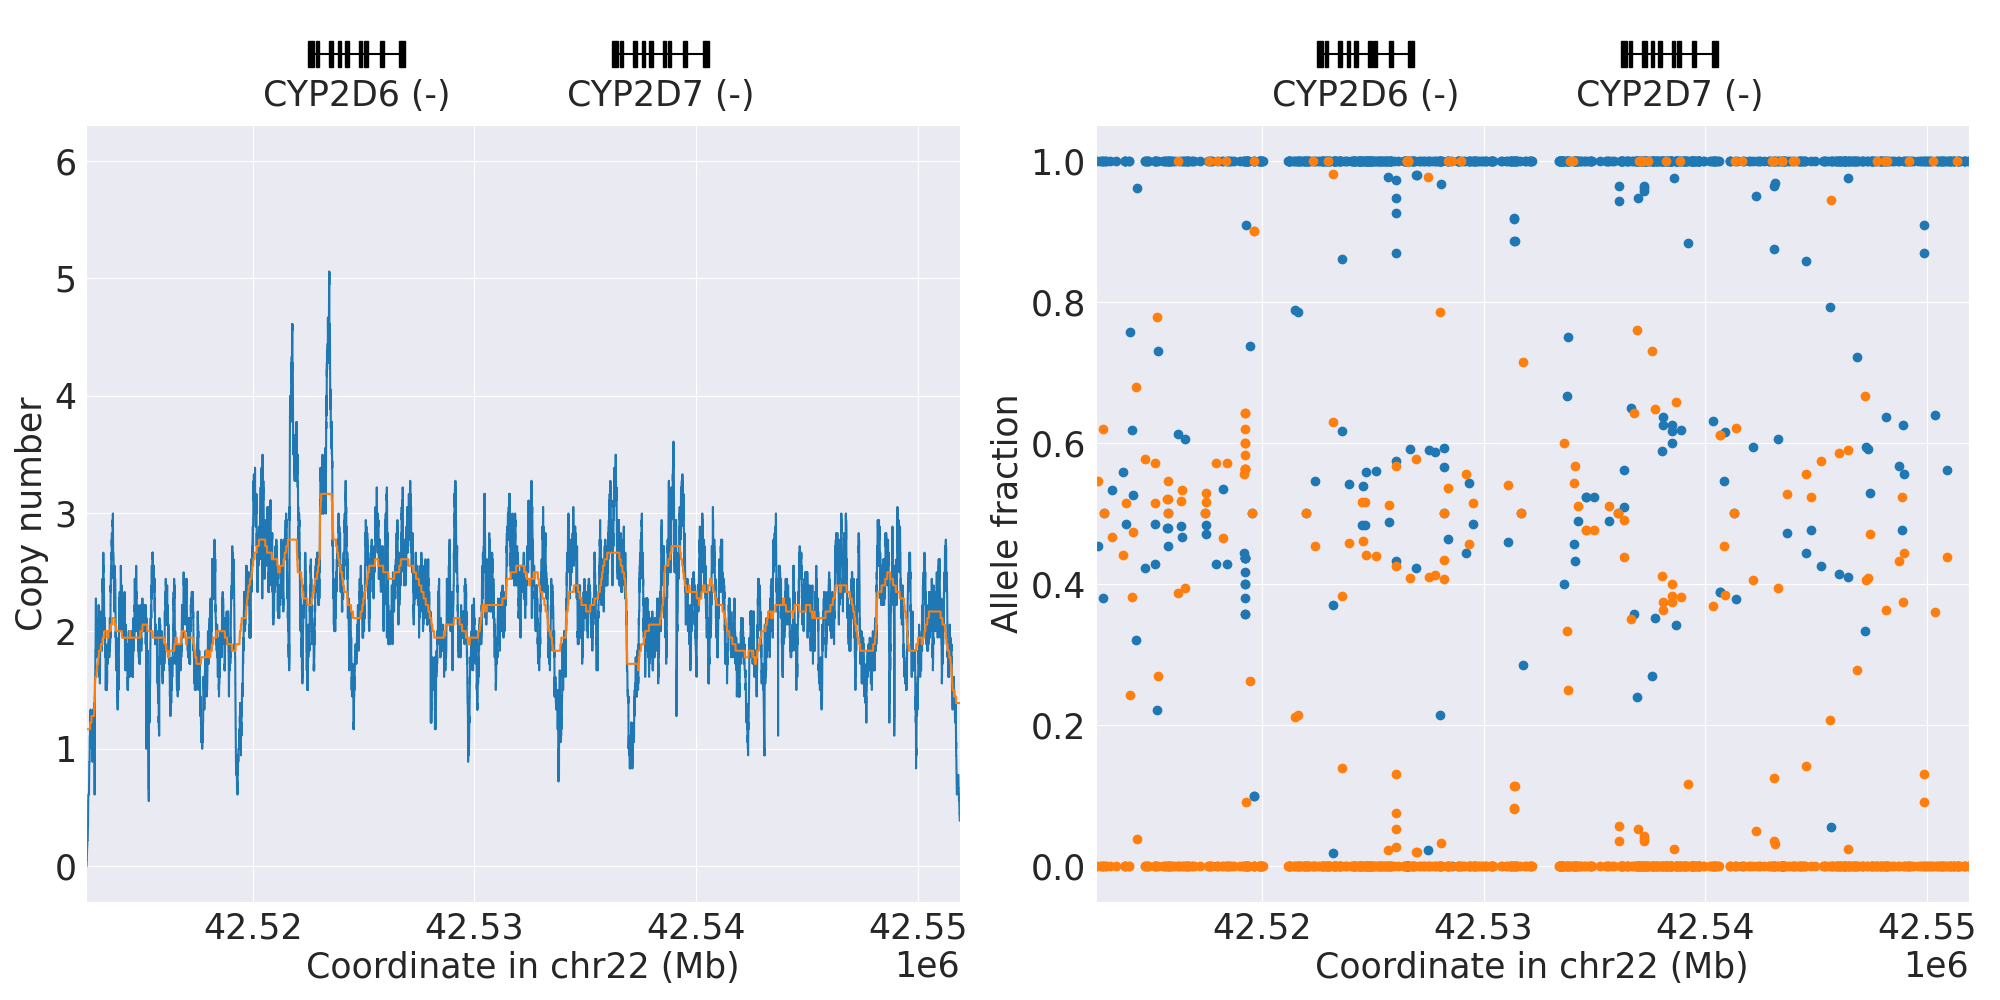 CYP2D6 (-) CYP2D7 (-)
6
5
4
3
2
1
0
Copy number
42.52 42.53 42.54 42.55
Coordinate in chr22 (Mb) 1e6
CYP2D6 (-) CYP2D7 (-)
1.0
0.8
0.6
0.4
0.2
0.0
Allele fraction
42.52 42.53 42.54 42.55
Coordinate in chr22 (Mb) 1e6